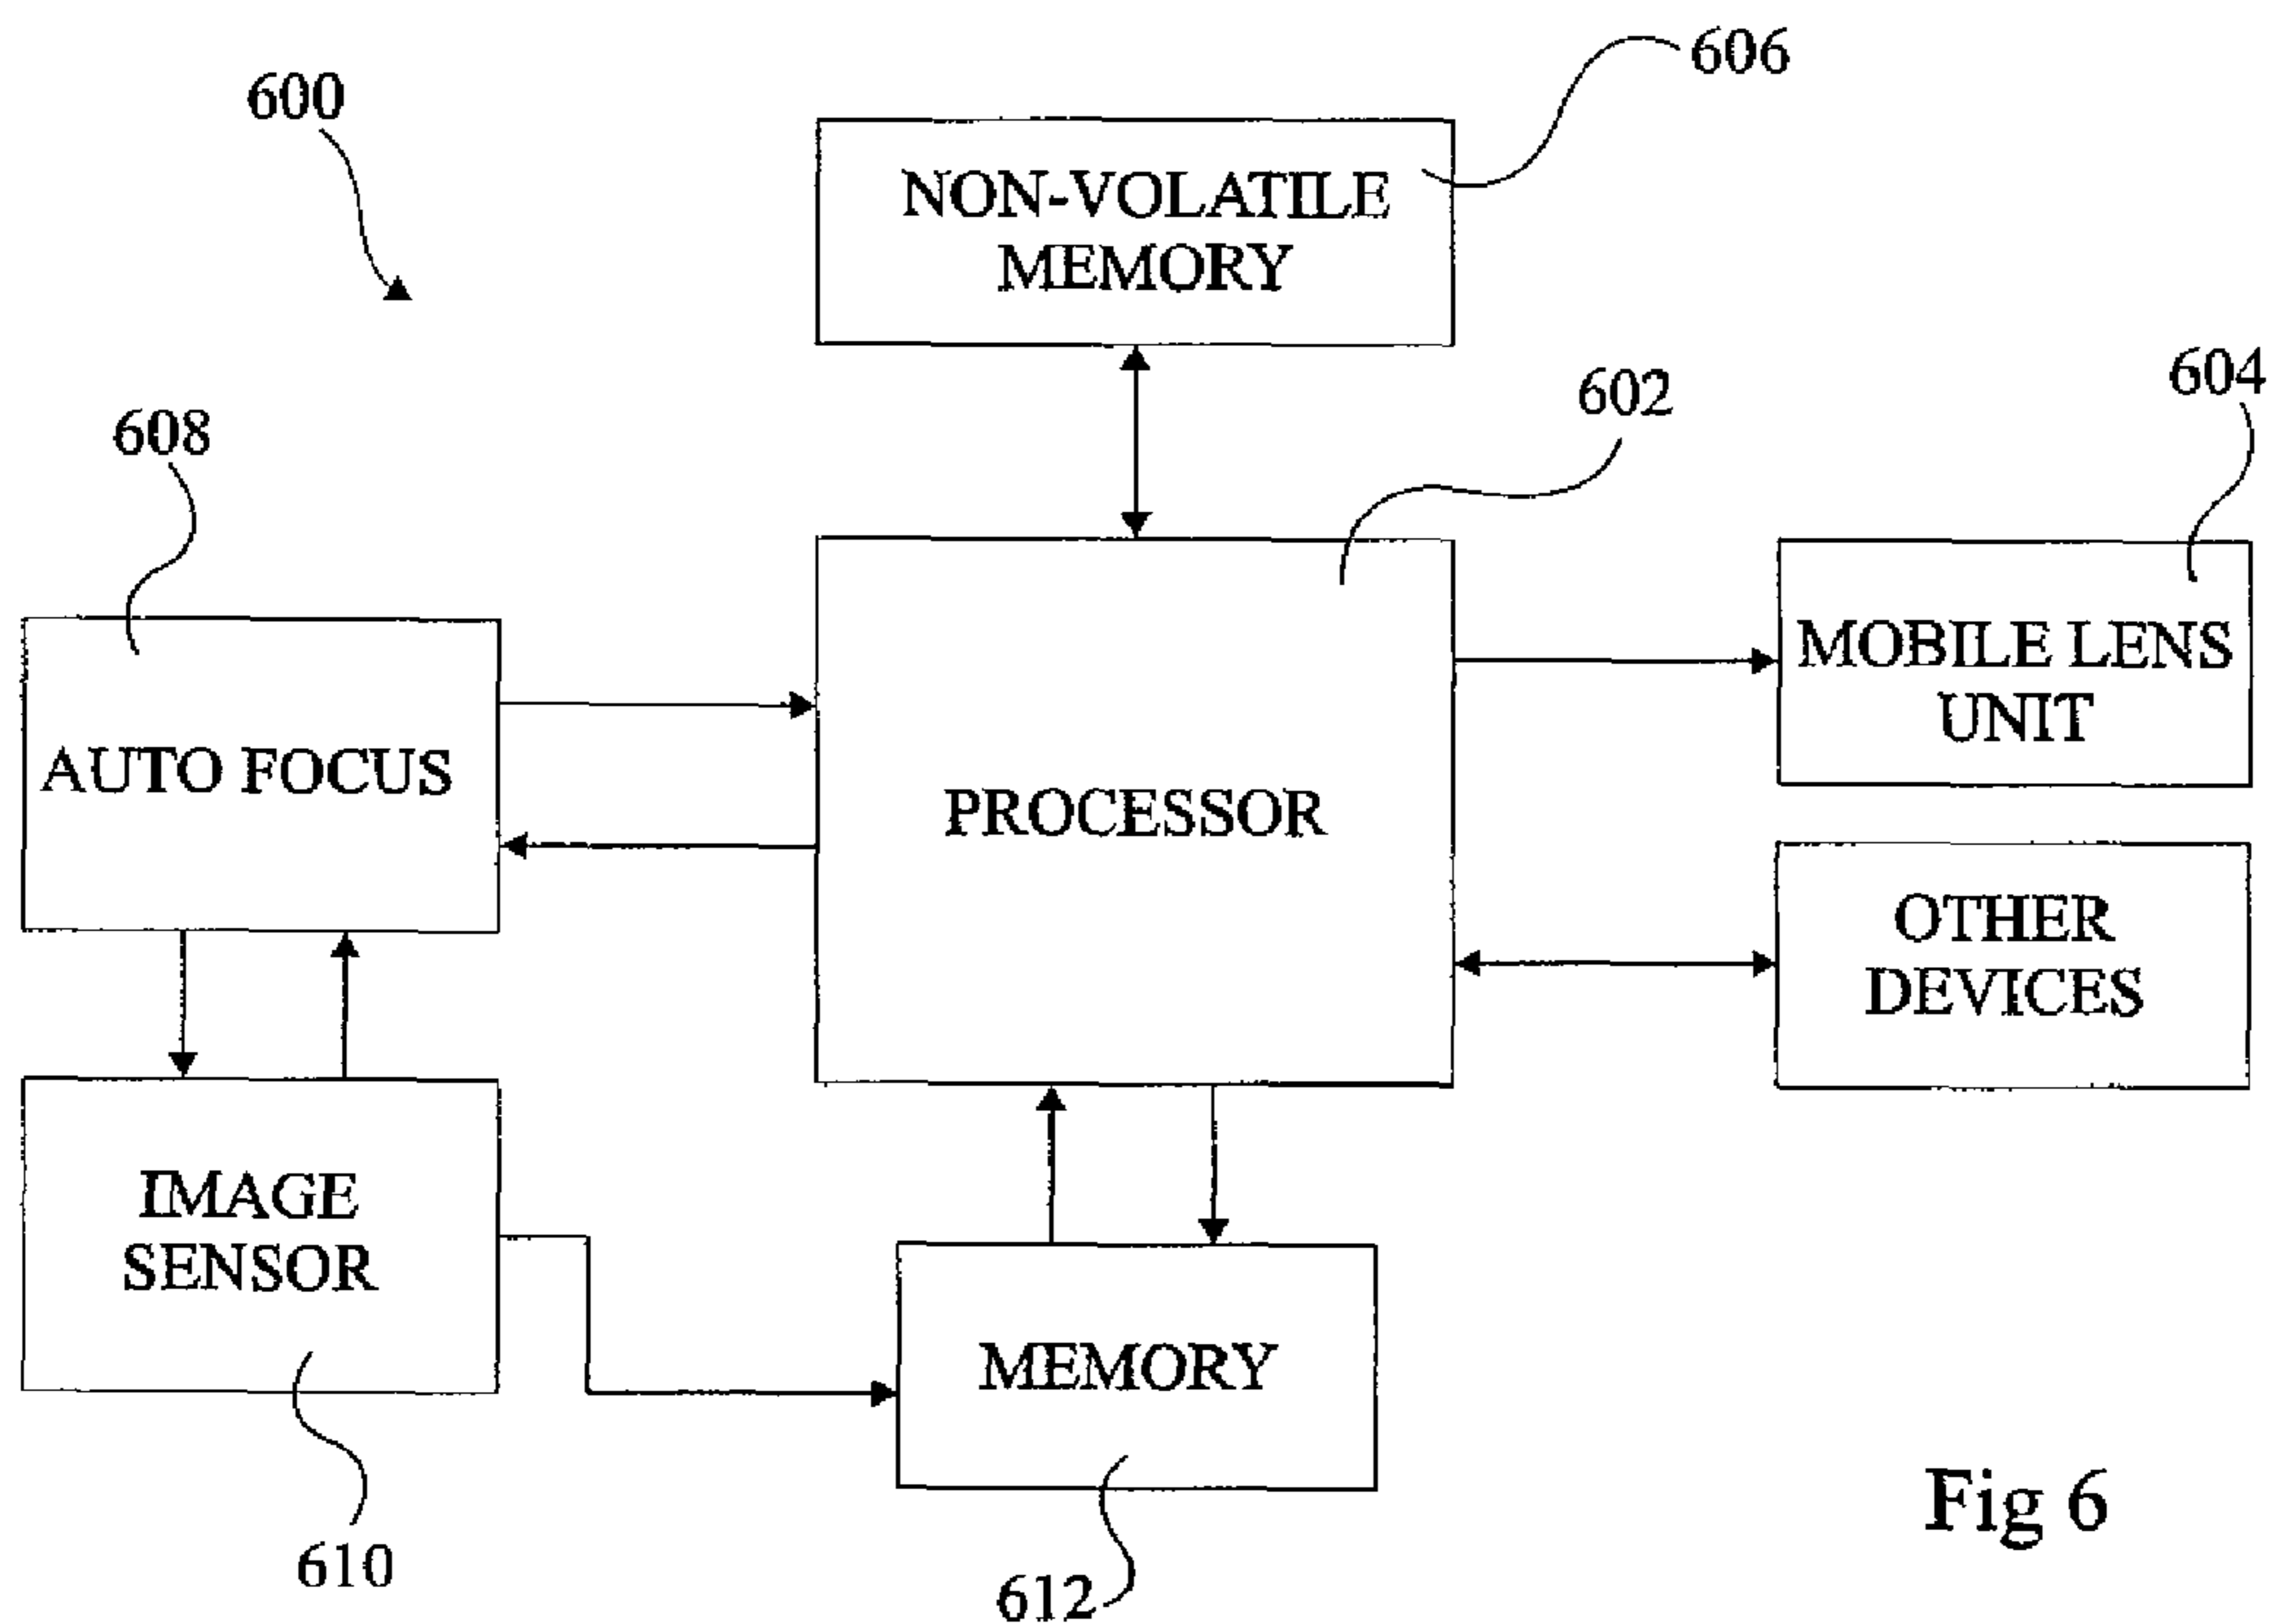 606
600
NON-VOLATILE
MEMORY
604
602
608
MOBILE LENS
UNIT
AUTO FOCUS
PROCESSOR
OTHER
DEVICES
IMAGE
SENSOR
MEMORY
Fig 6
610
612